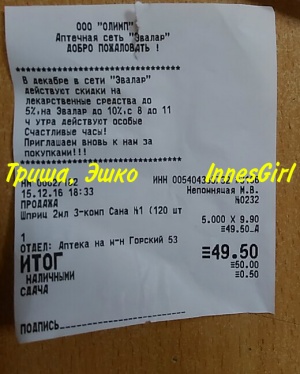 ООО "ОЛИМП"
Аптечная сеть "Эвалар"
ДОБРО ПОЖАЛОВАТЬ !
В декабре в сети "Эвалар"
действуют скидки на
лекарственные средства до
5%,на Эвалар до 10%,с 8 до 11
ч утра действуют особые
Счастливые часы!
Приглашаем вновь к нам за
покупками!!!
Триша, Эшко InnesGirl
ИНН
15.12.16 18:33 Непомнящая М.В.
ПРОДАЖА №0232
Шприц 2мл 3-комп Сана №1 (120 шт
5.000 X 9.90
1 ≡49.50_А
ОТДЕЛ: Аптека на м-н Горский 53
ИТОГ ≡49.50
НАЛИЧНЫМИ ≡50.00
СДАЧА ≡0.50
ПОДПИСЬ